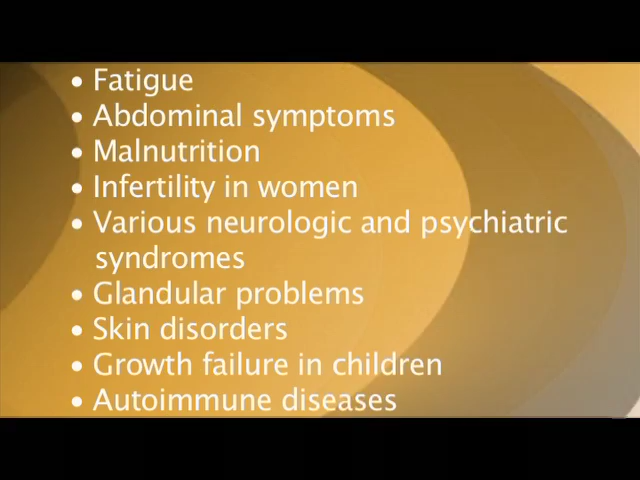 • Fatigue
• Abdominal symptoms
• Malnutrition
• Infertility in women
• Various neurologic and psychiatric
syndromes
• Glandular problems
• Skin disorders
• Growth failure in children
• Autoimmune diseases